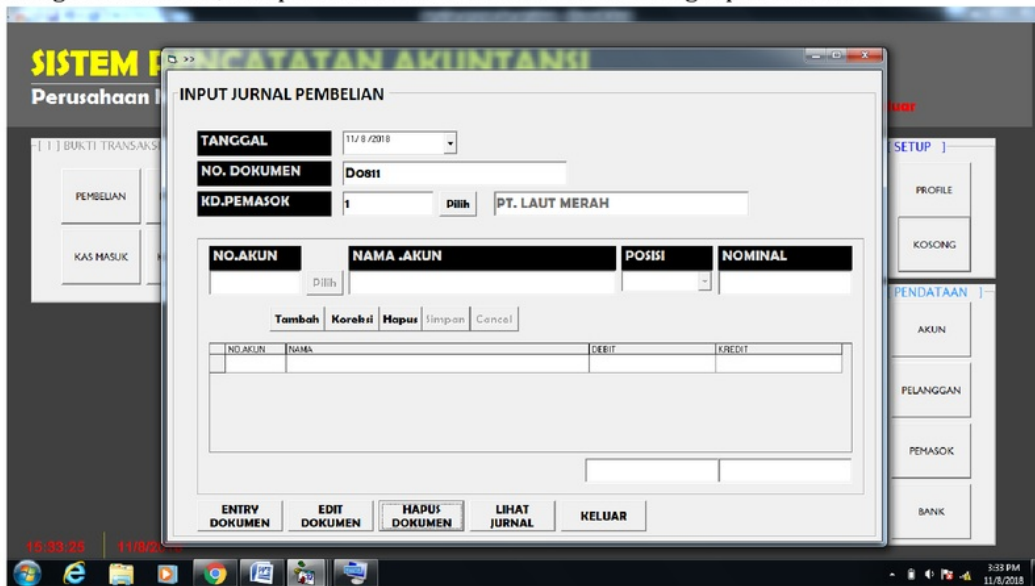 SISTEM PENCATATAN AKUNTANSI
Perusahaan
>>
INPUT JURNAL PEMBELIAN
TANGGAL 11/ 8 /2018
NO. DOKUMEN D0811
KD.PEMASOK 1 Pilih PT. LAUT MERAH
NO.AKUN NAMA .AKUN POSISI NOMINAL
Pilih
Tambah Koreksi Hapus Simpan Cancel
NO.AKUN NAMA DEBIT KREDIT
ENTRY DOKUMEN
EDIT DOKUMEN
HAPUS DOKUMEN
LIHAT JURNAL
KELUAR
[ 1 ] BUKTI TRANSAKSI
PEMBELIAN
KAS MASUK
SETUP ]
PROFILE
KOSONG
PENDATAAN ]
AKUN
PELANGGAN
PEMASOK
BANK
15:33:25
3:33 PM
11/8/2018